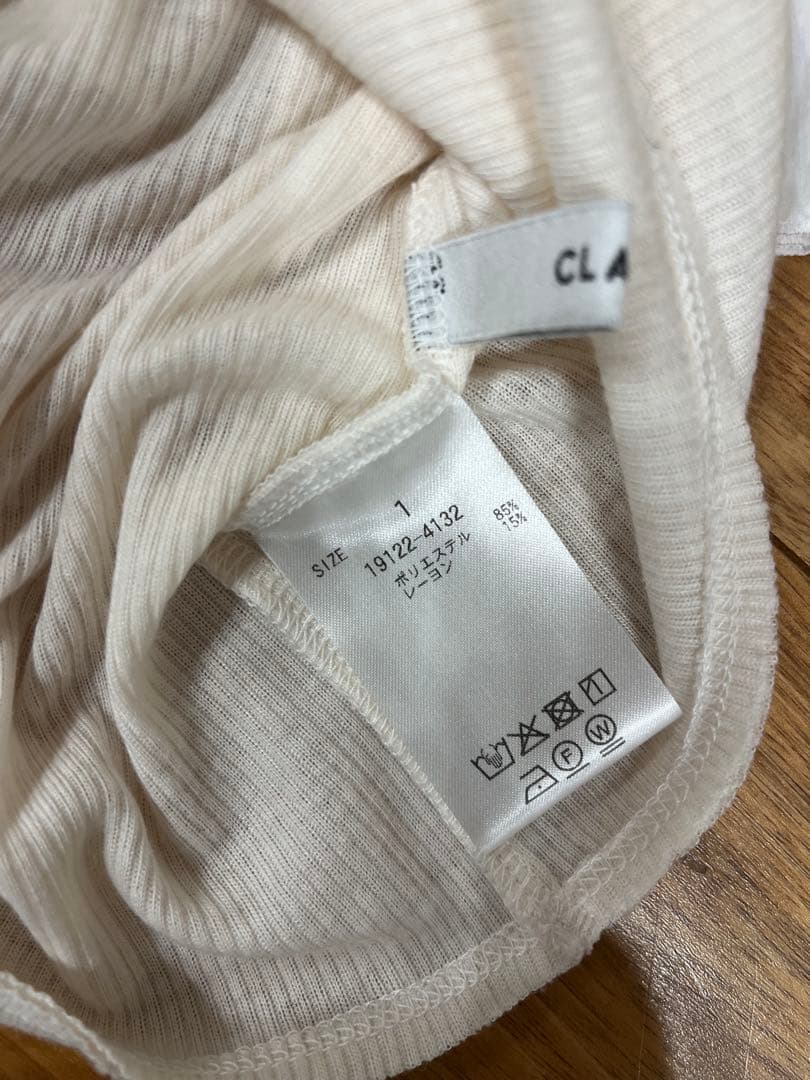 CLA
SIZE 1
19122-4132
ポリエステル 85%
レーヨン 15%
F W